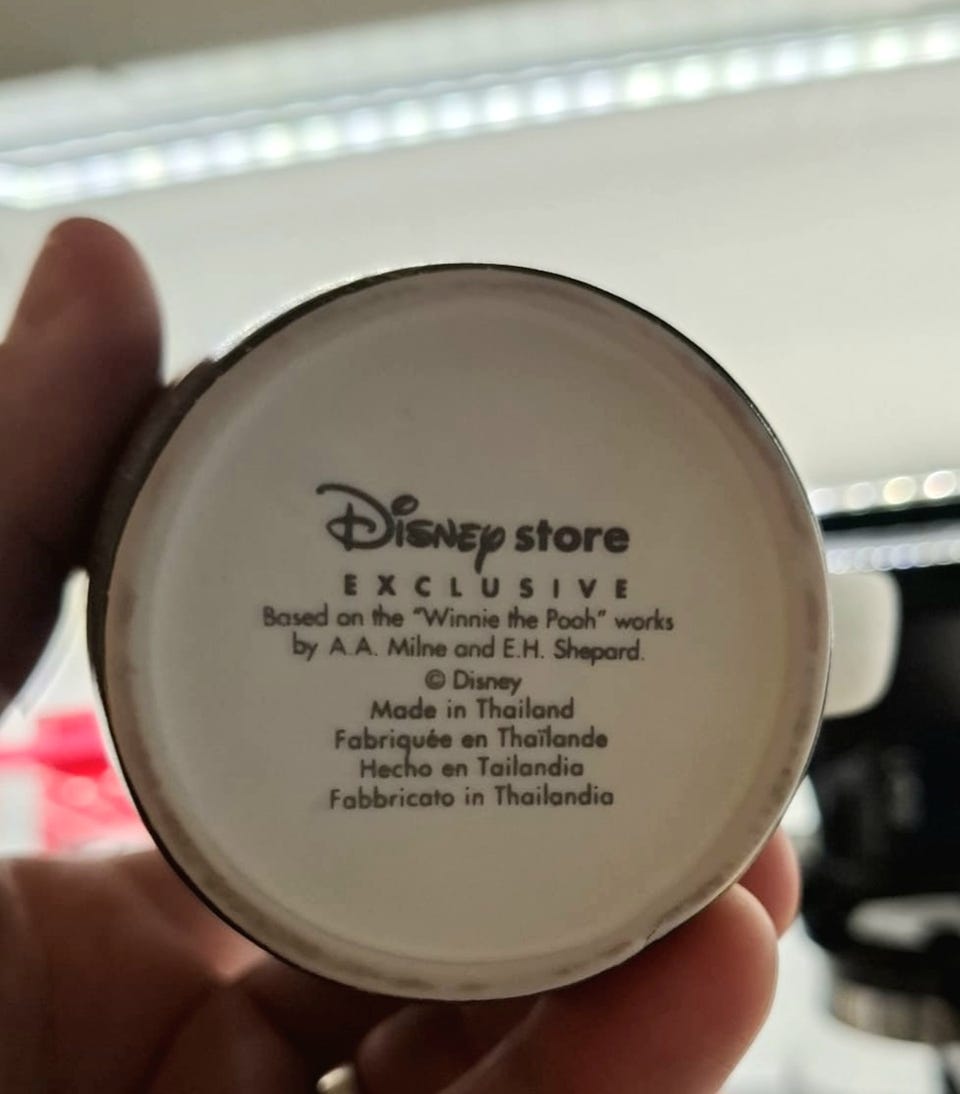 Disney store
EXCLUSIVE
Based on the "Winnie the Pooh" works
by A.A. Milne and E.H. Shepard.
© Disney
Made in Thailand
Fabriquée en Thaïlande
Hecho en Tailandia
Fabbricato in Thailandia